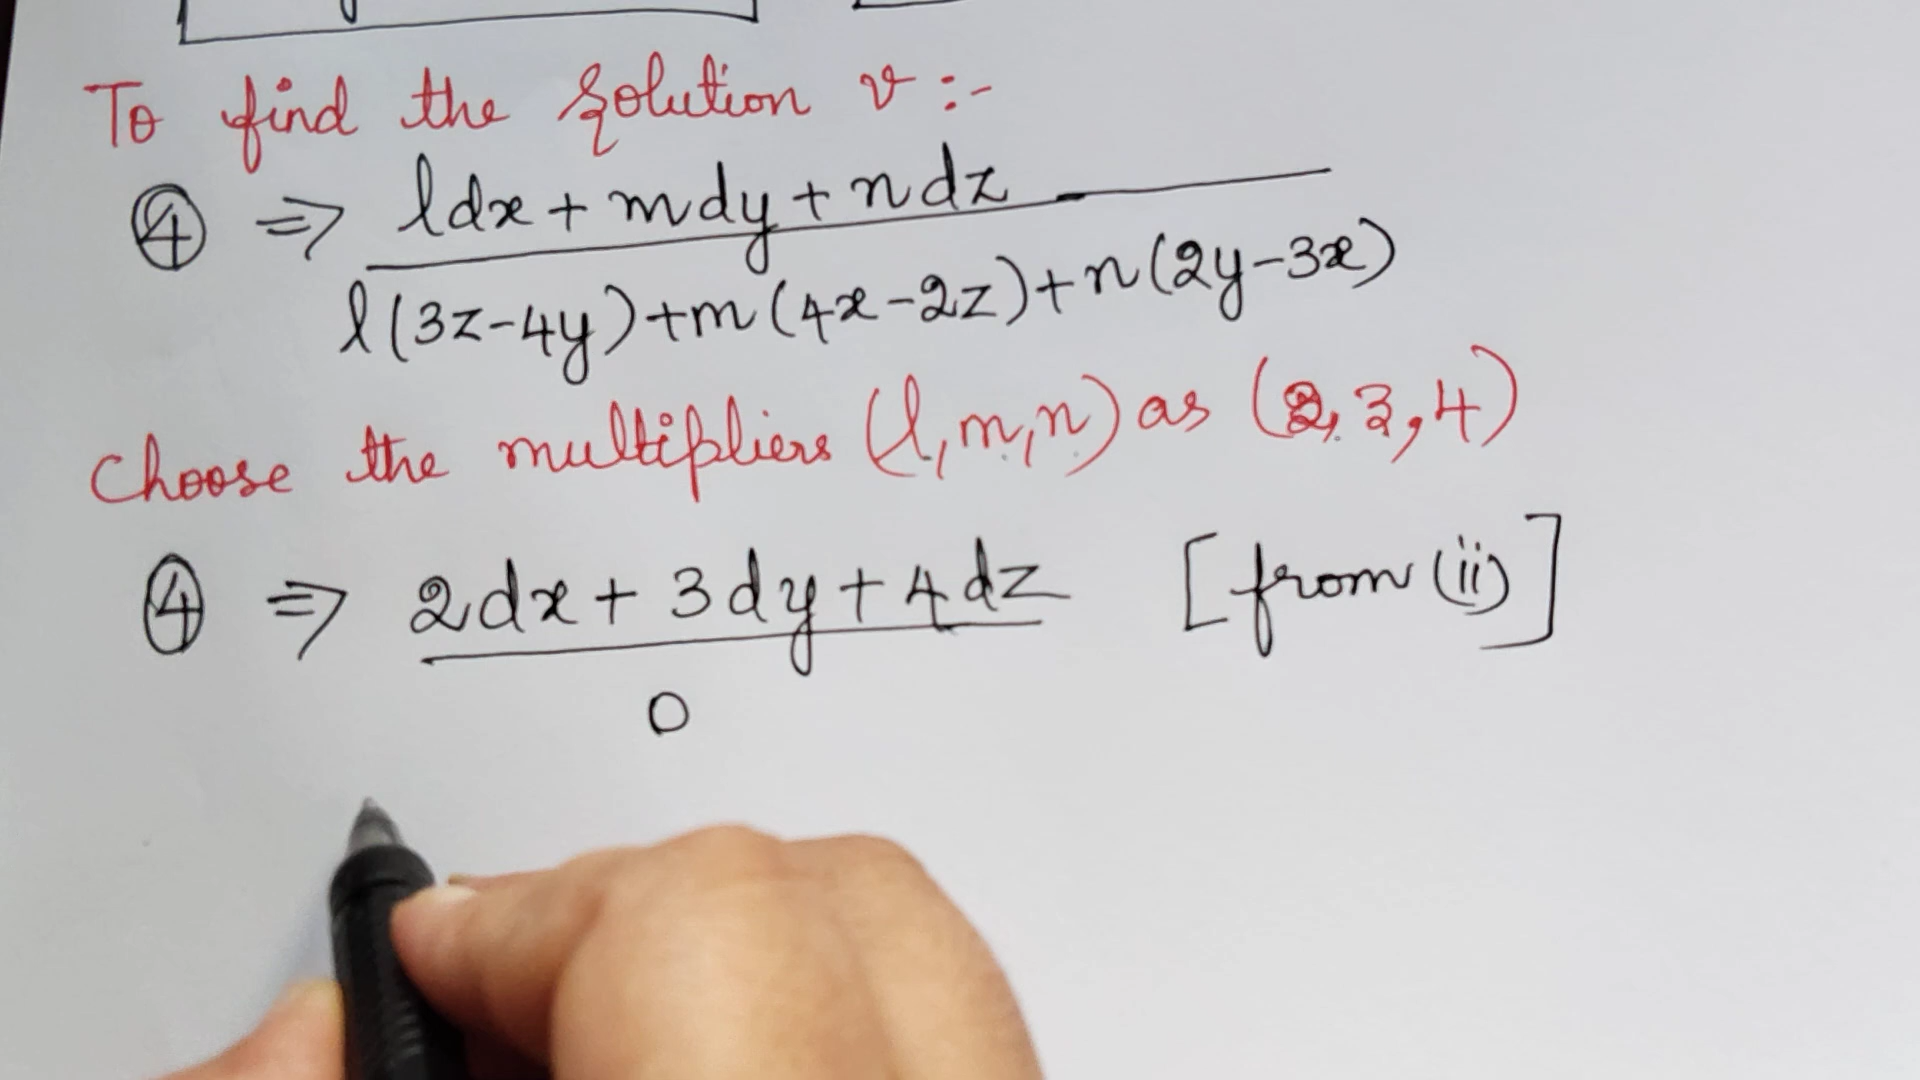 To find the solution v :-
④ ⇒ ldx + mdy + ndz
l(3z-4y)+m(4x-2z)+n(2y-3x)
Choose the multipliers (l,m,n) as (2,3,4)
④ ⇒ 2dx + 3dy + 4dz [from (ii)]
0